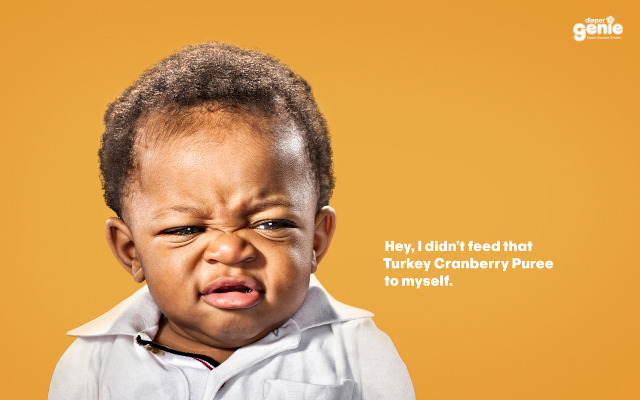 diaper
genie
Hey, I didn't feed that
Turkey Cranberry Puree
to myself.